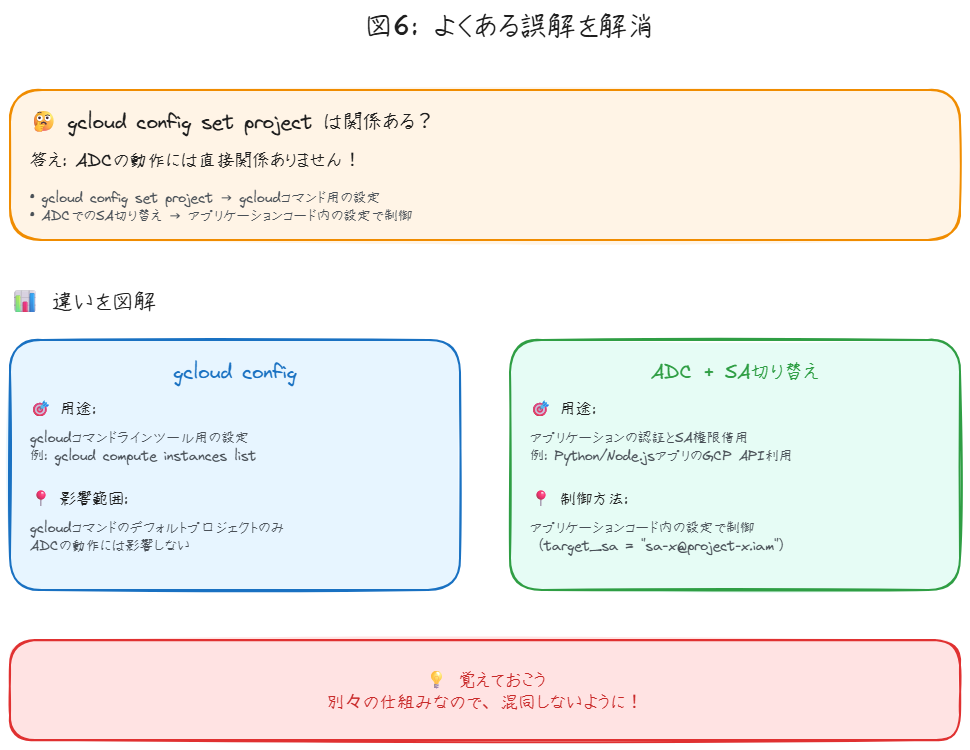 図6: よくある誤解を解消
🤔 gcloud config set project は関係ある？
答え: ADCの動作には直接関係ありません！
• gcloud config set project → gcloudコマンド用の設定
• ADCでのSA切り替え → アプリケーションコード内の設定で制御
📊 違いを図解
gcloud config
🎯 用途:
gcloudコマンドラインツール用の設定
例: gcloud compute instances list
📍 影響範囲:
gcloudコマンドのデフォルトプロジェクトのみ
ADCの動作には影響しない
ADC + SA切り替え
🎯 用途:
アプリケーションの認証とSA権限借用
例: Python/Node.jsアプリのGCP API利用
📍 制御方法:
アプリケーションコード内の設定で制御
（target_sa = "sa-x@project-x.iam"）
💡 覚えておこう
別々の仕組みなので、混同しないように！